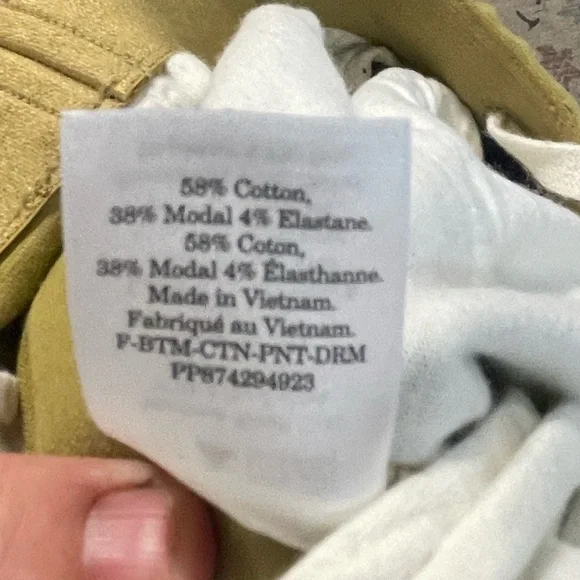 58% Cotton,
38% Modal 4% Elastane.
58% Coton,
38% Modal 4% Élasthanne.
Made in Vietnam.
Fabriqué au Vietnam.
F-BTM-CTN-PNT-DRM
PP874294923